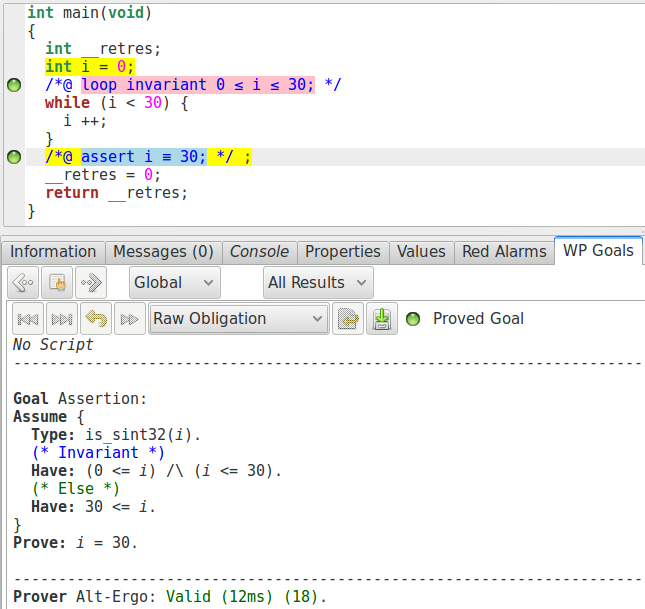 int main(void)
{
  int __retres;
  int i = 0;
  /*@ loop invariant 0 ≤ i ≤ 30; */
  while (i < 30) {
    i ++;
  }
  /*@ assert i ≡ 30; */ ;
  __retres = 0;
  return __retres;
}
Information Messages (0) Console Properties Values Red Alarms WP Goals
Global All Results
Raw Obligation Proved Goal
No Script
------------------------------------------------------------
Goal Assertion:
Assume {
  Type: is_sint32(i).
  (* Invariant *)
  Have: (0 <= i) /\ (i <= 30).
  (* Else *)
  Have: 30 <= i.
}
Prove: i = 30.
------------------------------------------------------------
Prover Alt-Ergo: Valid (12ms) (18).